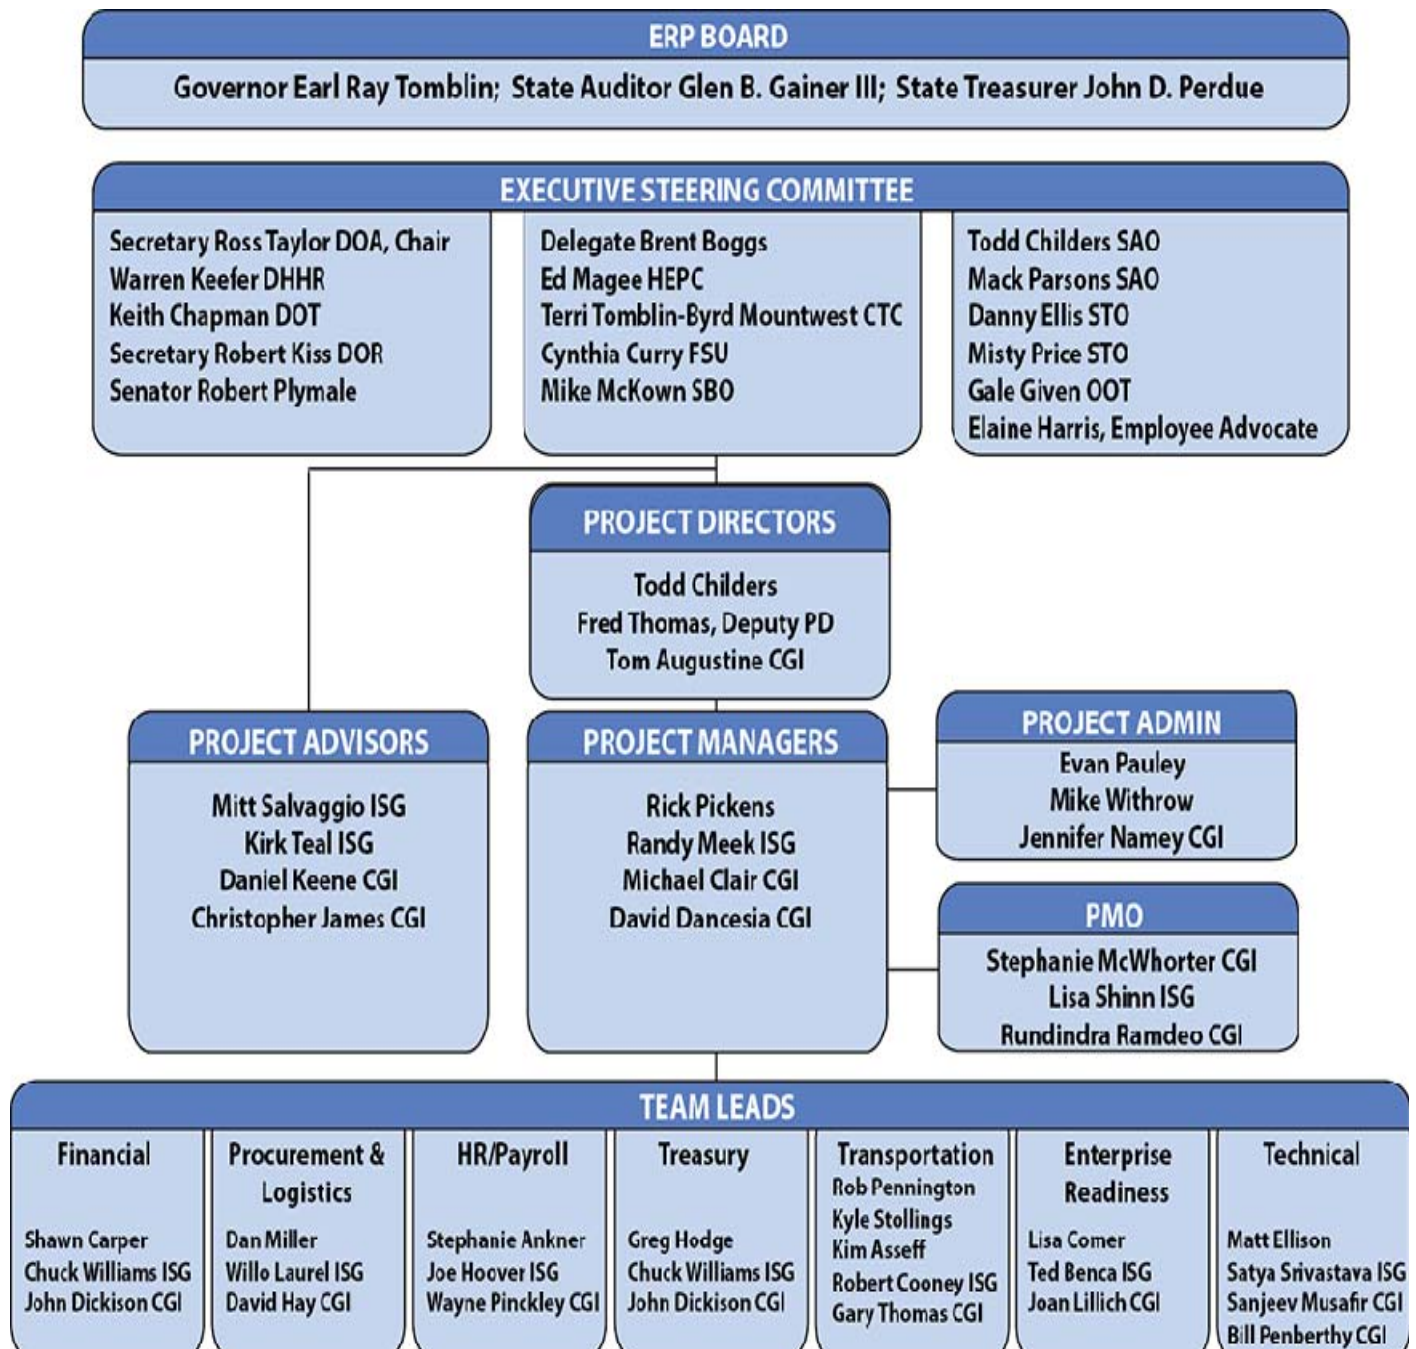 ERP BOARD
Governor Earl Ray Tomblin; State Auditor Glen B. Gainer III; State Treasurer John D. Perdue
EXECUTIVE STEERING COMMITTEE
Secretary Ross Taylor DOA, Chair
Warren Keefer DHHR
Keith Chapman DOT
Secretary Robert Kiss DOR
Senator Robert Plymale
Delegate Brent Boggs
Ed Magee HEPC
Terri Tomblin-Byrd Mountwest CTC
Cynthia Curry FSU
Mike McKown SBO
Todd Childers SAO
Mack Parsons SAO
Danny Ellis STO
Misty Price STO
Gale Given OOT
Elaine Harris, Employee Advocate
PROJECT DIRECTORS
Todd Childers
Fred Thomas, Deputy PD
Tom Augustine CGI
PROJECT ADVISORS
Mitt Salvaggio ISG
Kirk Teal ISG
Daniel Keene CGI
Christopher James CGI
PROJECT MANAGERS
Rick Pickens
Randy Meek ISG
Michael Clair CGI
David Dancesia CGI
PROJECT ADMIN
Evan Pauley
Mike Withrow
Jennifer Namey CGI
PMO
Stephanie McWhorter CGI
Lisa Shinn ISG
Rundindra Ramdeo CGI
TEAM LEADS
Financial
Shawn Carper
Chuck Williams ISG
John Dickison CGI
Procurement &
Logistics
Dan Miller
Willo Laurel ISG
David Hay CGI
HR/Payroll
Stephanie Ankner
Joe Hoover ISG
Wayne Pinckley CGI
Treasury
Greg Hodge
Chuck Williams ISG
John Dickison CGI
Transportation
Rob Pennington
Kyle Stollings
Kim Asseff
Robert Cooney ISG
Gary Thomas CGI
Enterprise
Readiness
Lisa Comer
Ted Benca ISG
Joan Lillich CGI
Technical
Matt Ellison
Satya Srivastava ISG
Sanjeev Musafir CGI
Bill Penberthy CGI